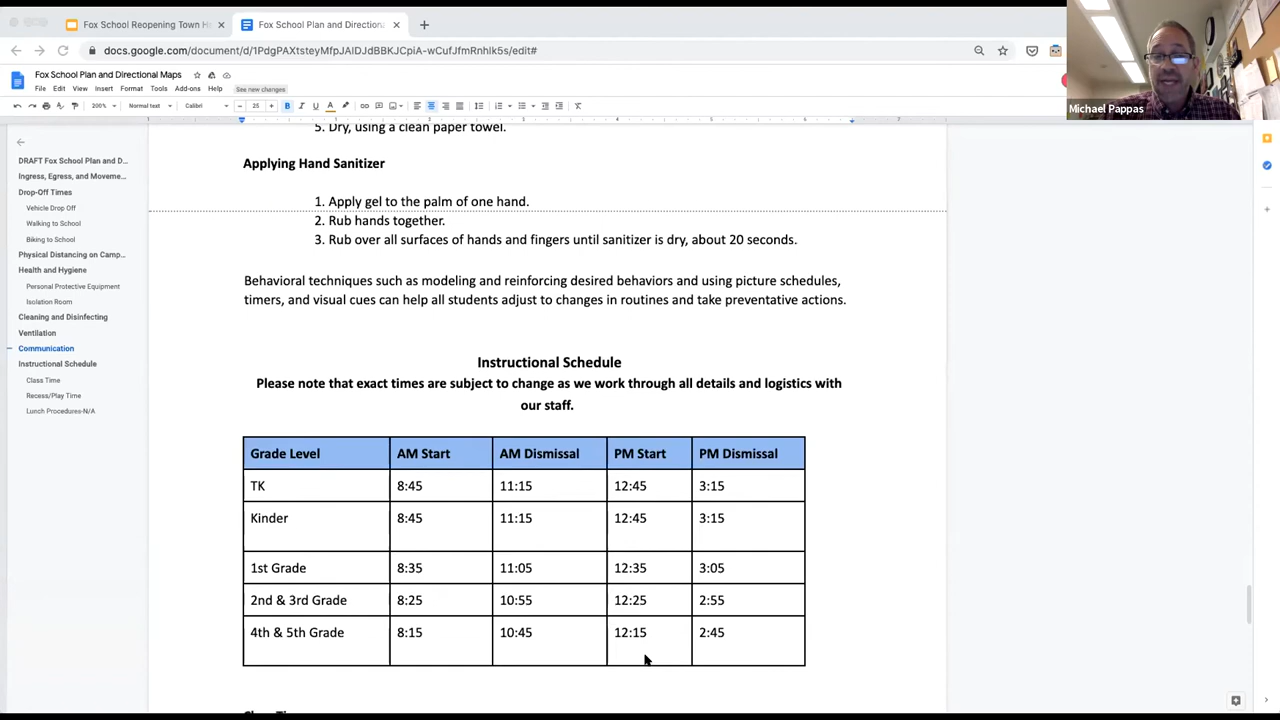 Fox School Reopening Town H
Fox School Plan and Directiona
docs.google.com/document/d/1PdgPAXtsteyMfpJAIDJdBBKJCpiA-wCufJfmRnhlk5s/edit#
Michael Pappas
Fox School Plan and Directional Maps
File Edit View Insert Format Tools Add-ons Help See new changes
200% Normal text Calibri 25 B I U A
5. Dry, using a clean paper towel.
Applying Hand Sanitizer
1. Apply gel to the palm of one hand.
2. Rub hands together.
3. Rub over all surfaces of hands and fingers until sanitizer is dry, about 20 seconds.
Behavioral techniques such as modeling and reinforcing desired behaviors and using picture schedules,
timers, and visual cues can help all students adjust to changes in routines and take preventative actions.
DRAFT Fox School Plan and D...
Ingress, Egress, and Moveme...
Drop-Off Times
Vehicle Drop Off
Walking to School
Biking to School
Physical Distancing on Camp...
Health and Hygiene
Personal Protective Equipment
Isolation Room
Cleaning and Disinfecting
Ventilation
Communication
Instructional Schedule
Class Time
Recess/Play Time
Lunch Procedures-N/A
Instructional Schedule
Please note that exact times are subject to change as we work through all details and logistics with
our staff.
Grade Level AM Start AM Dismissal PM Start PM Dismissal
TK 8:45 11:15 12:45 3:15
Kinder 8:45 11:15 12:45 3:15
1st Grade 8:35 11:05 12:35 3:05
2nd & 3rd Grade 8:25 10:55 12:25 2:55
4th & 5th Grade 8:15 10:45 12:15 2:45